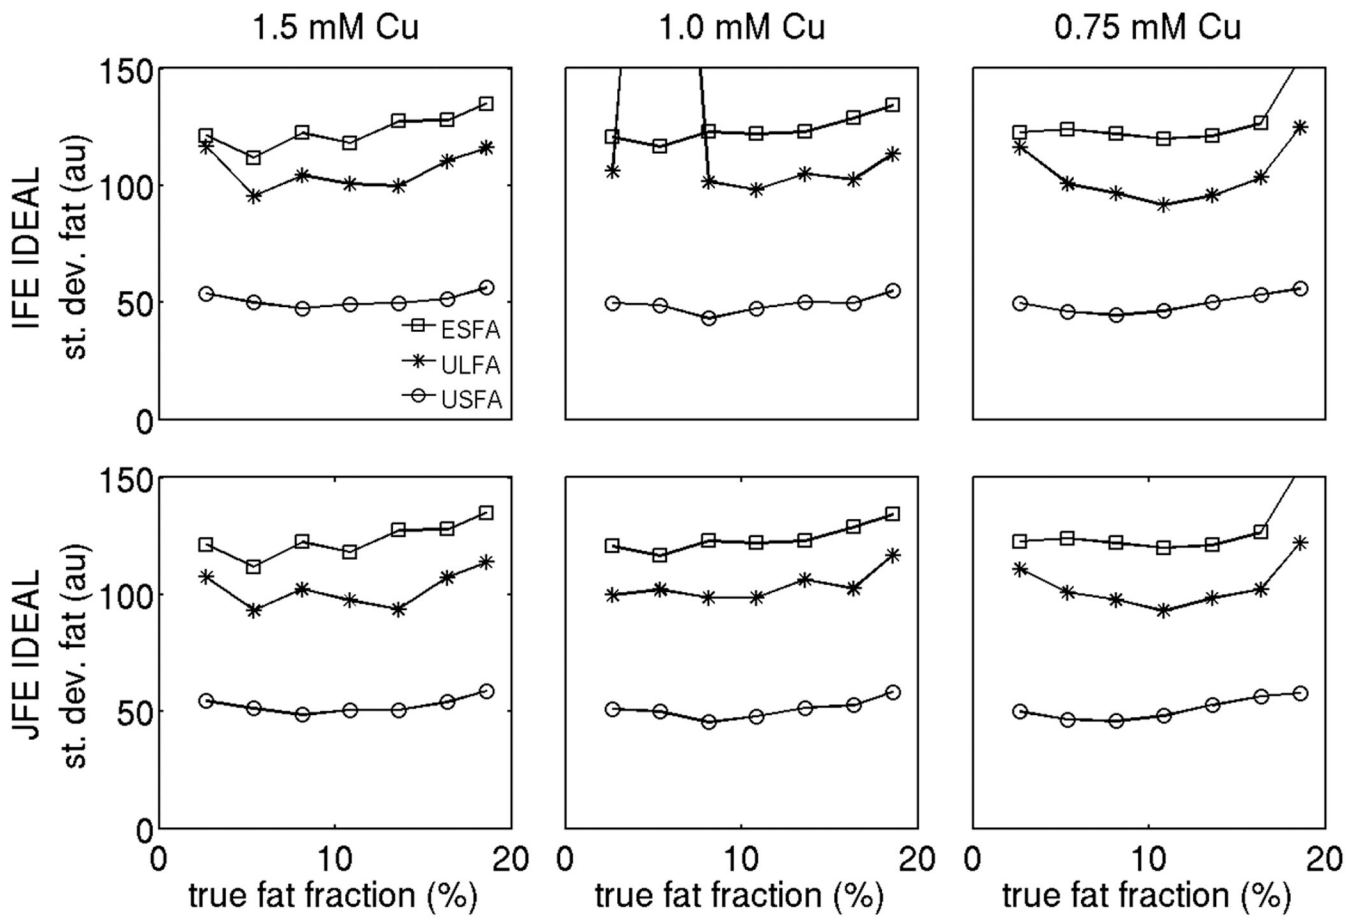 1.5 mM Cu
1.0 mM Cu
0.75 mM Cu
IFE IDEAL
st. dev. fat (au)
150
100
50
0
ESFA
ULFA
USFA
JFE IDEAL
st. dev. fat (au)
150
100
50
0
0 10 20
0 10 20
0 10 20
true fat fraction (%)
true fat fraction (%)
true fat fraction (%)